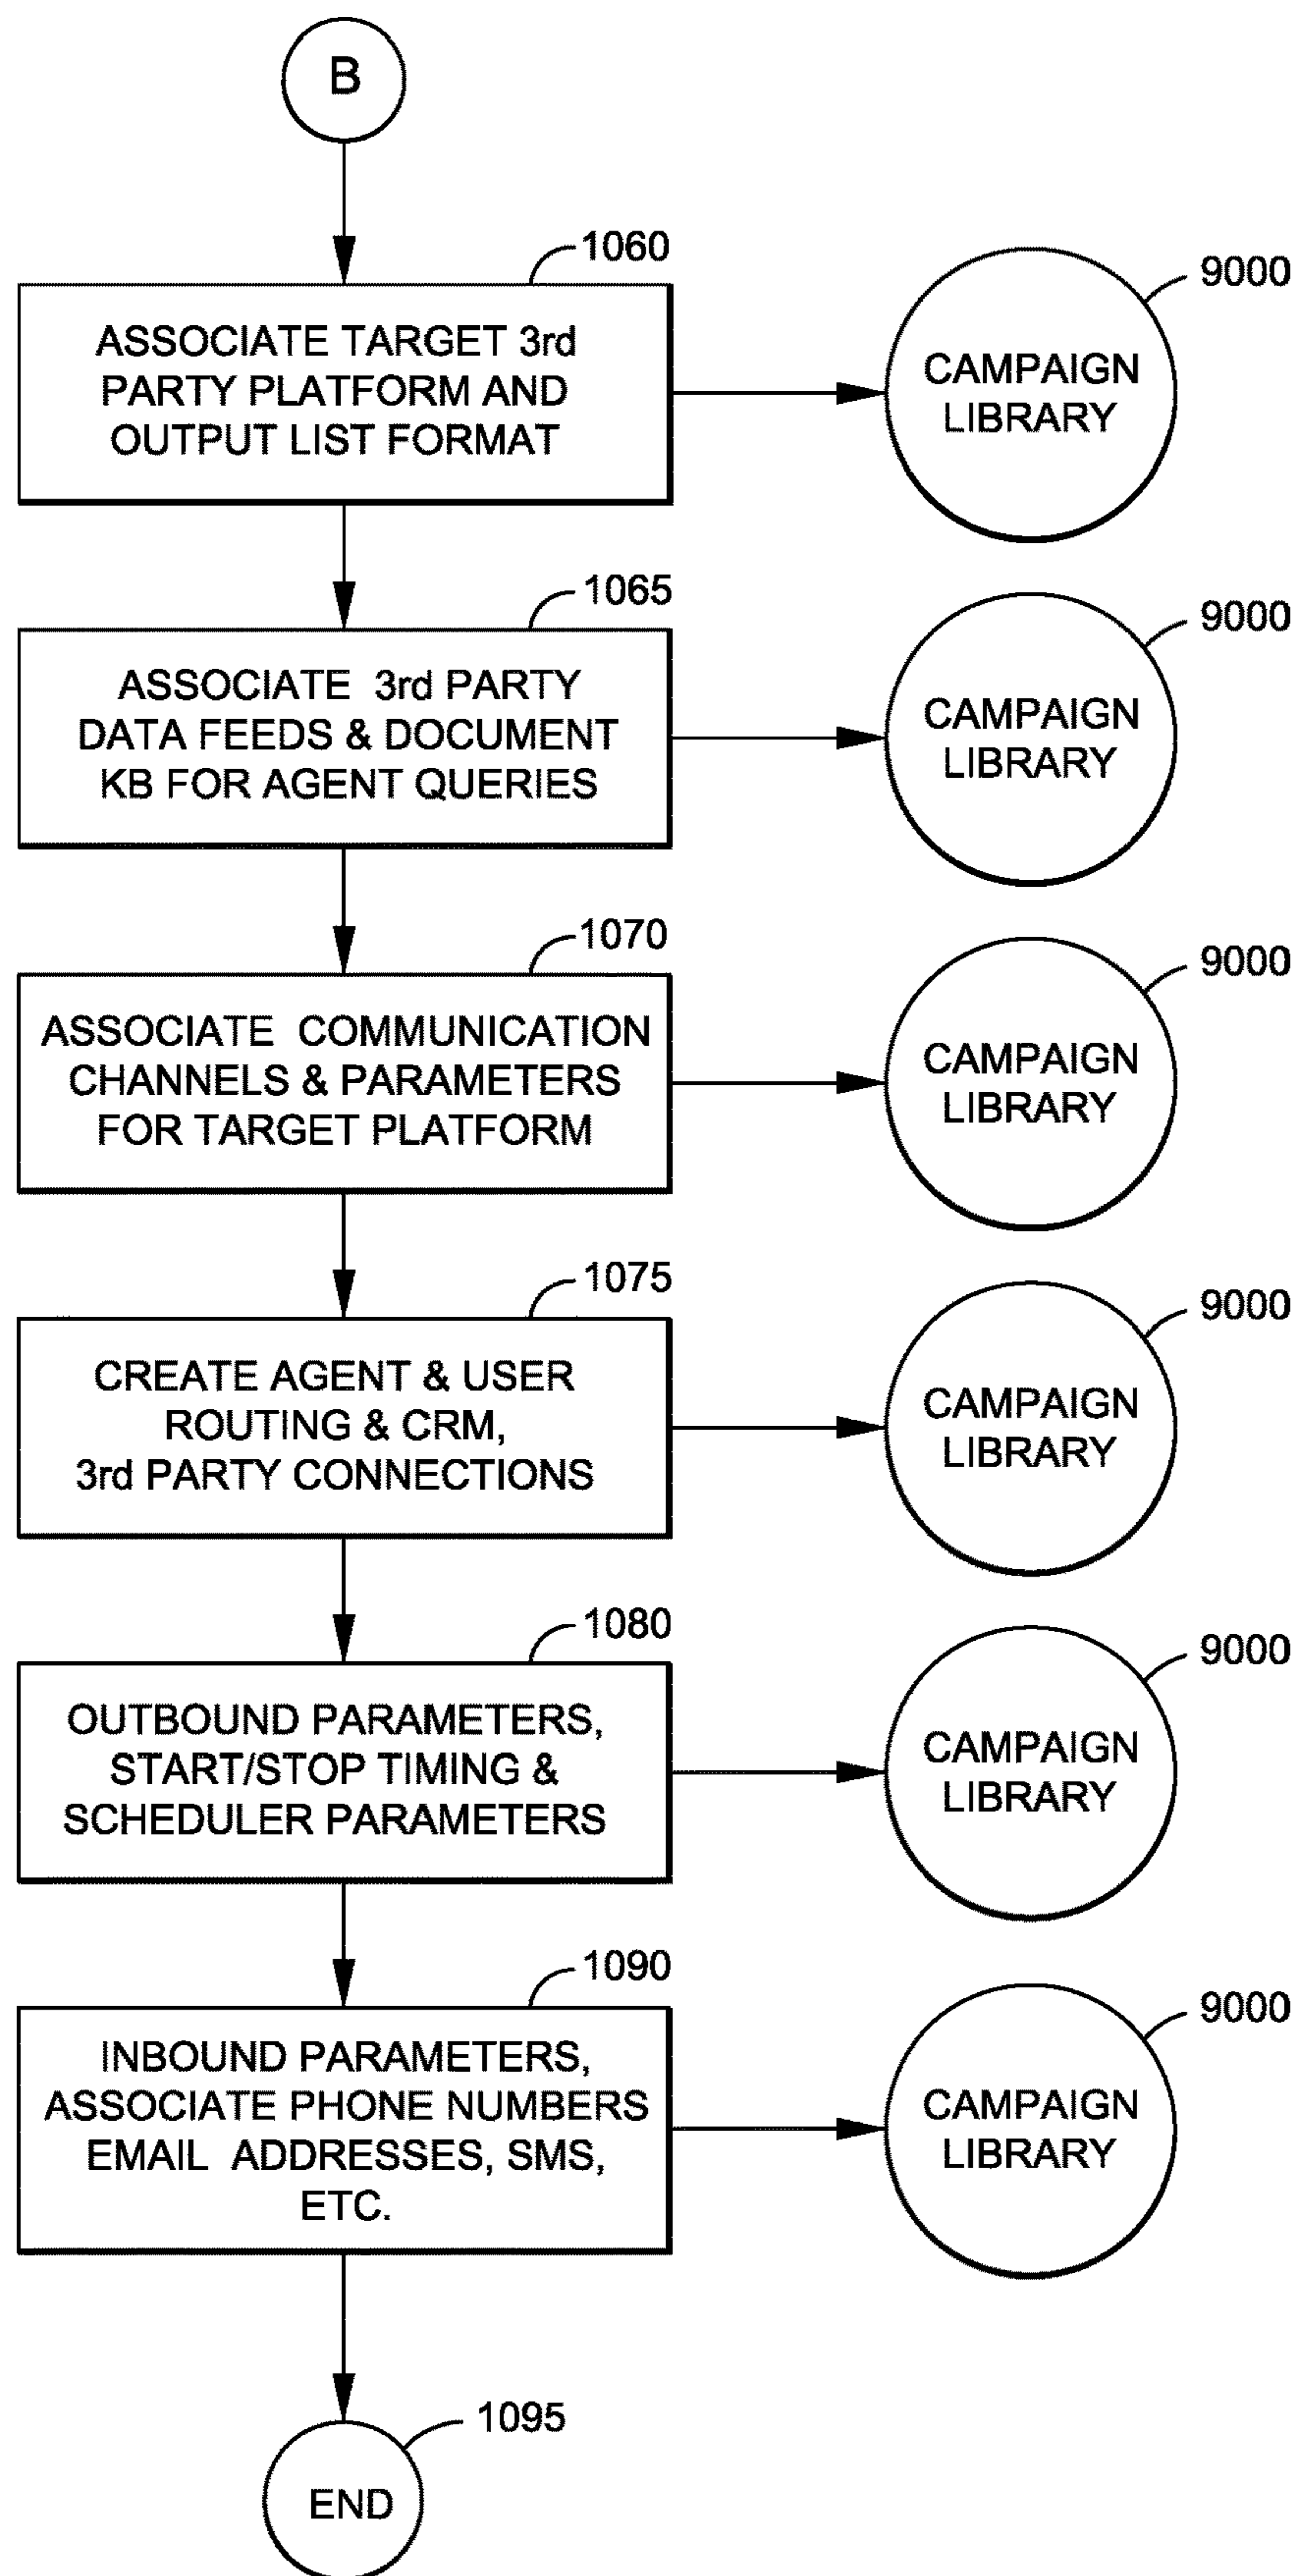 B
1060
ASSOCIATE TARGET 3rd
PARTY PLATFORM AND
OUTPUT LIST FORMAT
9000
CAMPAIGN
LIBRARY
1065
ASSOCIATE 3rd PARTY
DATA FEEDS & DOCUMENT
KB FOR AGENT QUERIES
9000
CAMPAIGN
LIBRARY
1070
ASSOCIATE COMMUNICATION
CHANNELS & PARAMETERS
FOR TARGET PLATFORM
9000
CAMPAIGN
LIBRARY
1075
CREATE AGENT & USER
ROUTING & CRM,
3rd PARTY CONNECTIONS
9000
CAMPAIGN
LIBRARY
1080
OUTBOUND PARAMETERS,
START/STOP TIMING &
SCHEDULER PARAMETERS
9000
CAMPAIGN
LIBRARY
1090
INBOUND PARAMETERS,
ASSOCIATE PHONE NUMBERS
EMAIL ADDRESSES, SMS,
ETC.
9000
CAMPAIGN
LIBRARY
1095
END